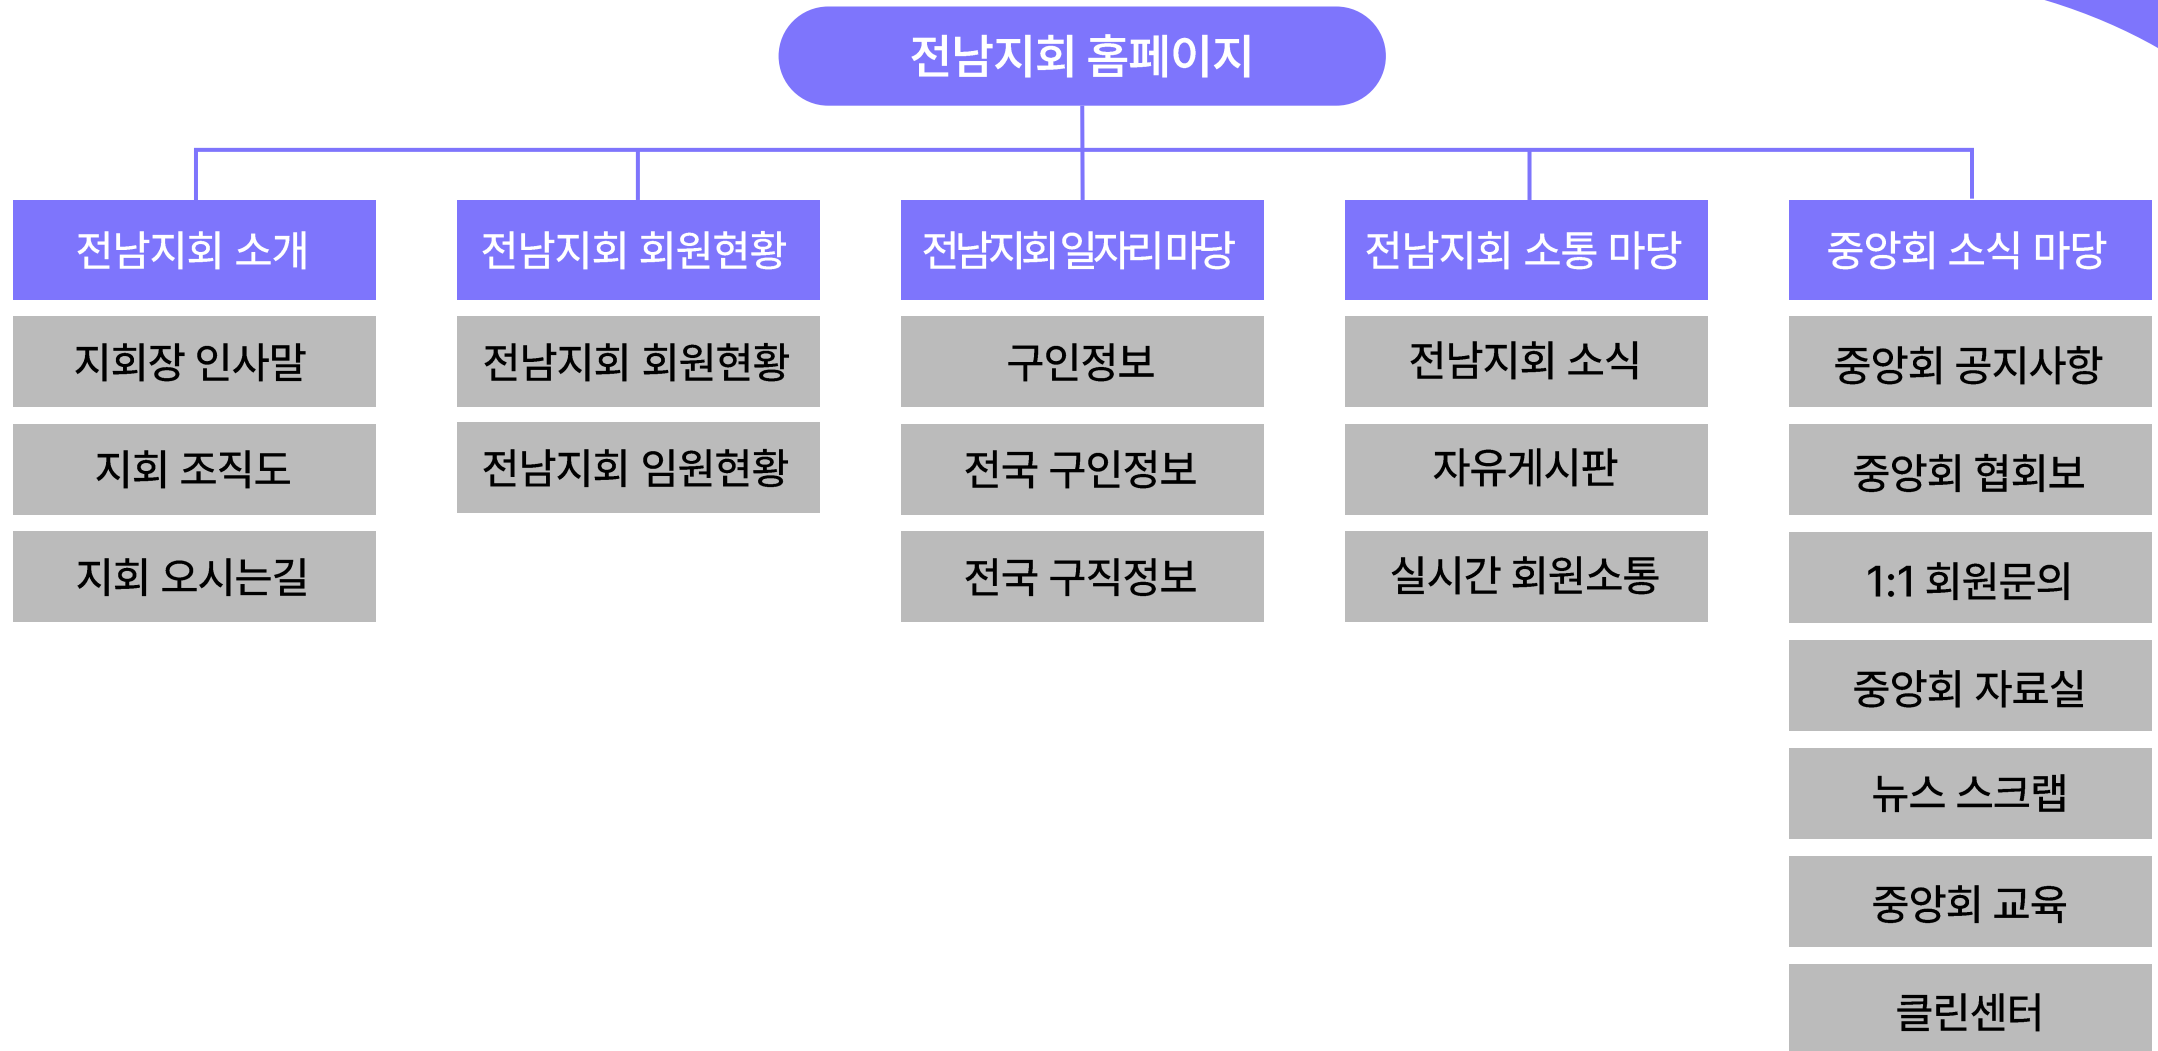 전남지회 홈페이지
전남지회 소개
지회장 인사말
지회 조직도
지회 오시는길
전남지회 회원현황
전남지회 회원현황
전남지회 임원현황
전남지회 일자리 마당
구인정보
전국 구인정보
전국 구직정보
전남지회 소통 마당
전남지회 소식
자유게시판
실시간 회원소통
중앙회 소식 마당
중앙회 공지사항
중앙회 협회보
1:1 회원문의
중앙회 자료실
뉴스 스크랩
중앙회 교육
클린센터